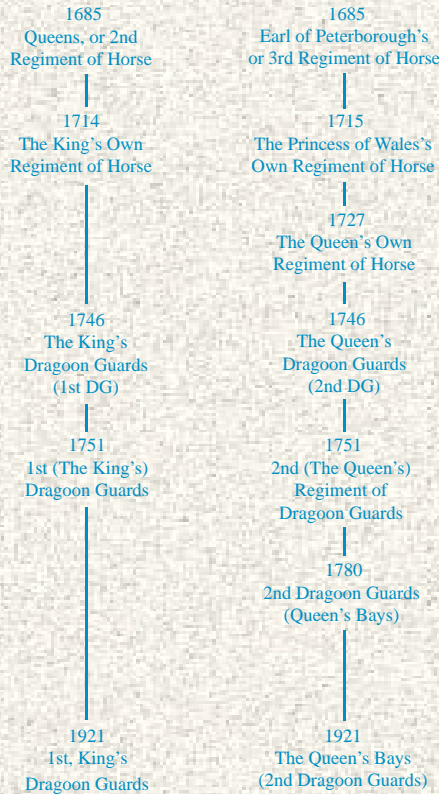 1685
Queens, or 2nd
Regiment of Horse
1714
The King's Own
Regiment of Horse
1746
The King's
Dragoon Guards
(1st DG)
1751
1st (The King's)
Dragoon Guards
1921
1st, King's
Dragoon Guards
1685
Earl of Peterborough's
or 3rd Regiment of Horse
1715
The Princess of Wales's
Own Regiment of Horse
1727
The Queen's Own
Regiment of Horse
1746
The Queen's
Dragoon Guards
(2nd DG)
1751
2nd (The Queen's)
Regiment of
Dragoon Guards
1780
2nd Dragoon Guards
(Queen's Bays)
1921
The Queen's Bays
(2nd Dragoon Guards)